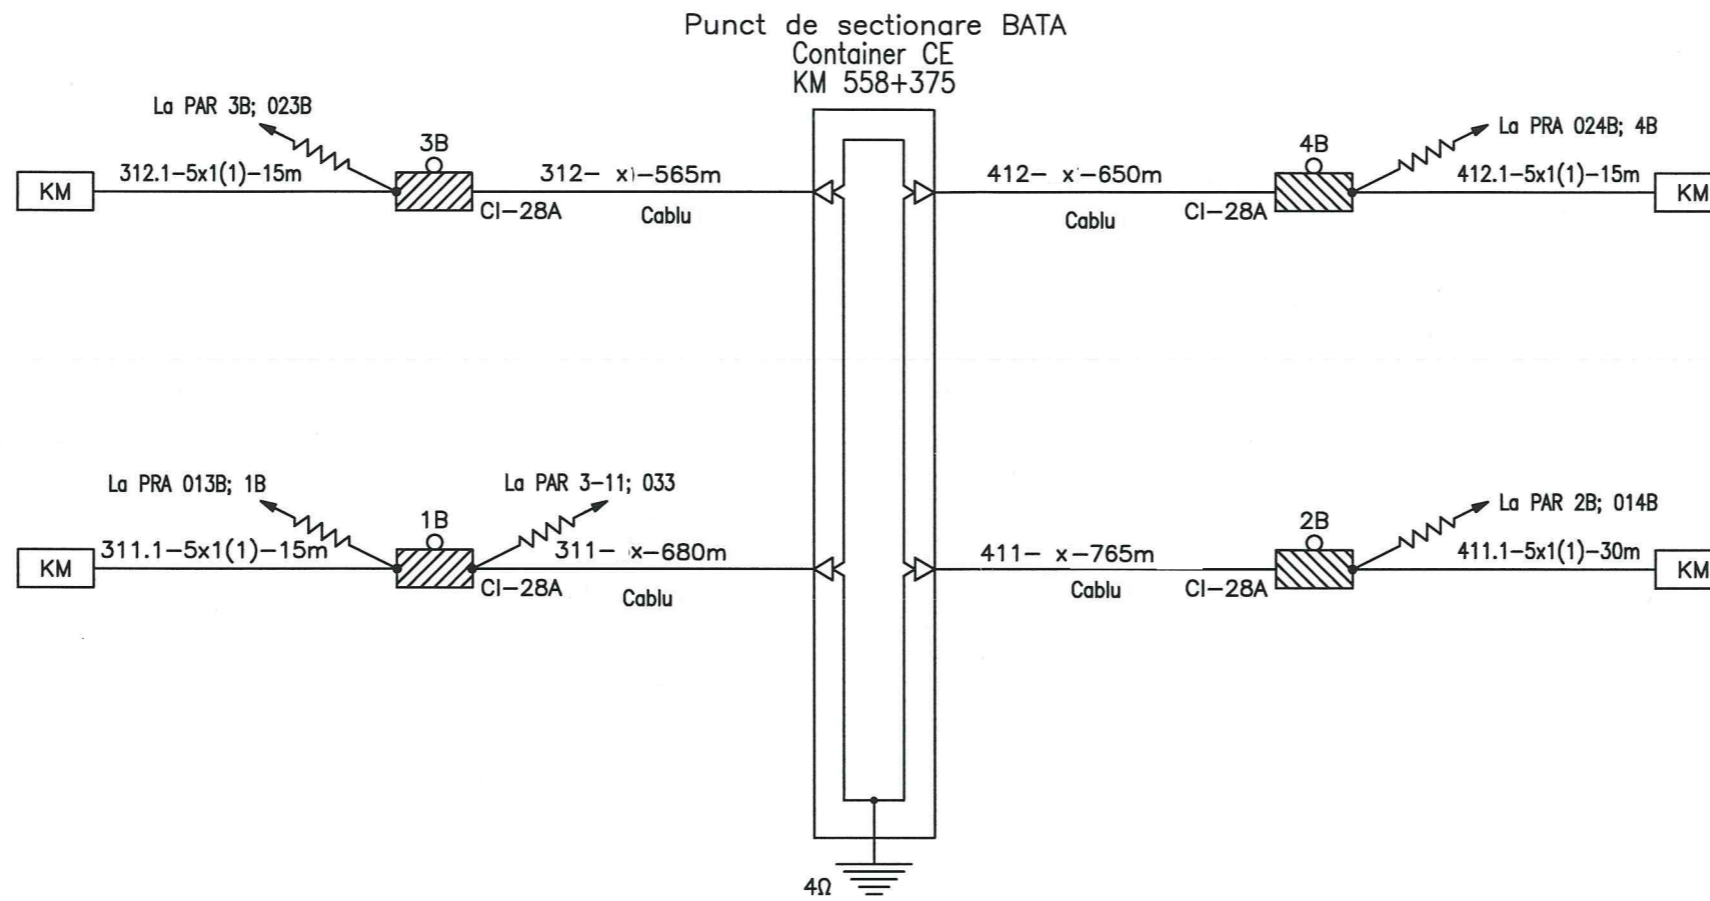 Punct de sectionare BATA
Container CE
KM 558+375
La PAR 3B; 023B
3B
KM
312.1-5x1(1)-15m
312- x -565m
CI-28A
Cablu
412- x -650m
Cablu
4B
CI-28A
La PRA 024B; 4B
412.1-5x1(1)-15m
KM
La PRA 013B; 1B
La PAR 3-11; 033
1B
KM
311.1-5x1(1)-15m
311- x-680m
CI-28A
Cablu
411- x-765m
Cablu
2B
CI-28A
La PAR 2B; 014B
411.1-5x1(1)-30m
KM
4Ω